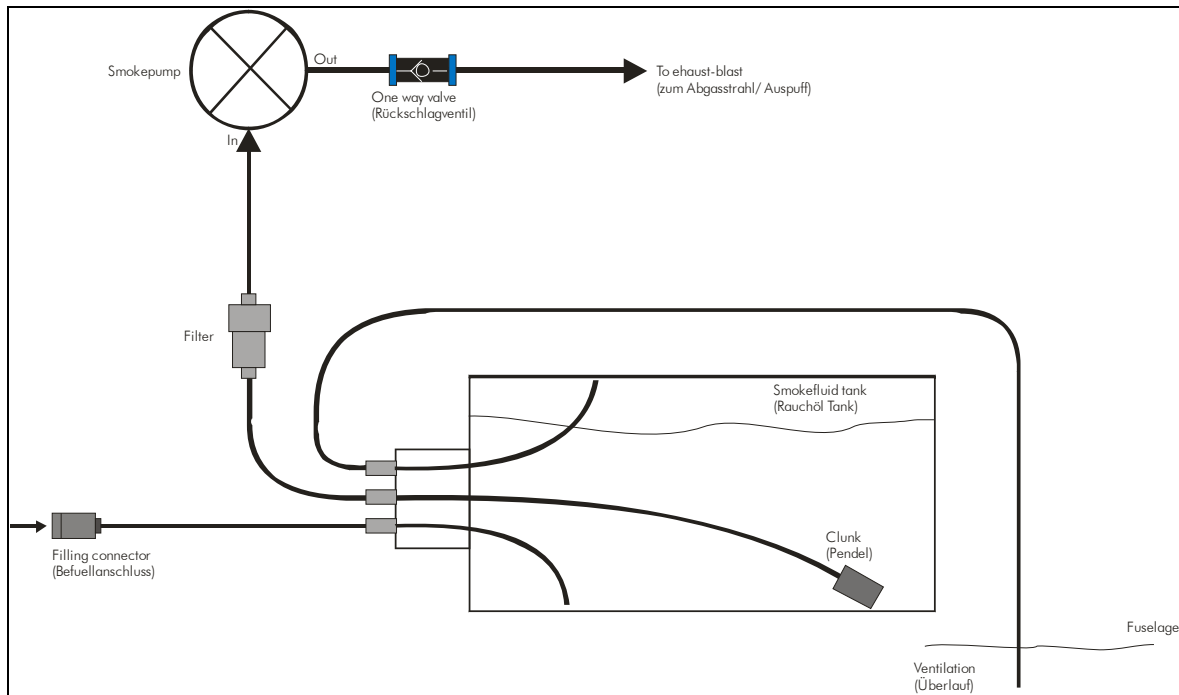 Smokepump
Out
One way valve
(Rückschlagventil)
To ehaust-blast
(zum Abgasstrahl/ Auspuff)
In
Filter
Smokefluid tank
(Rauchöl Tank)
Clunk
(Pendel)
Filling connector
(Befuellanschluss)
Fuselage
Ventilation
(Überlauf)